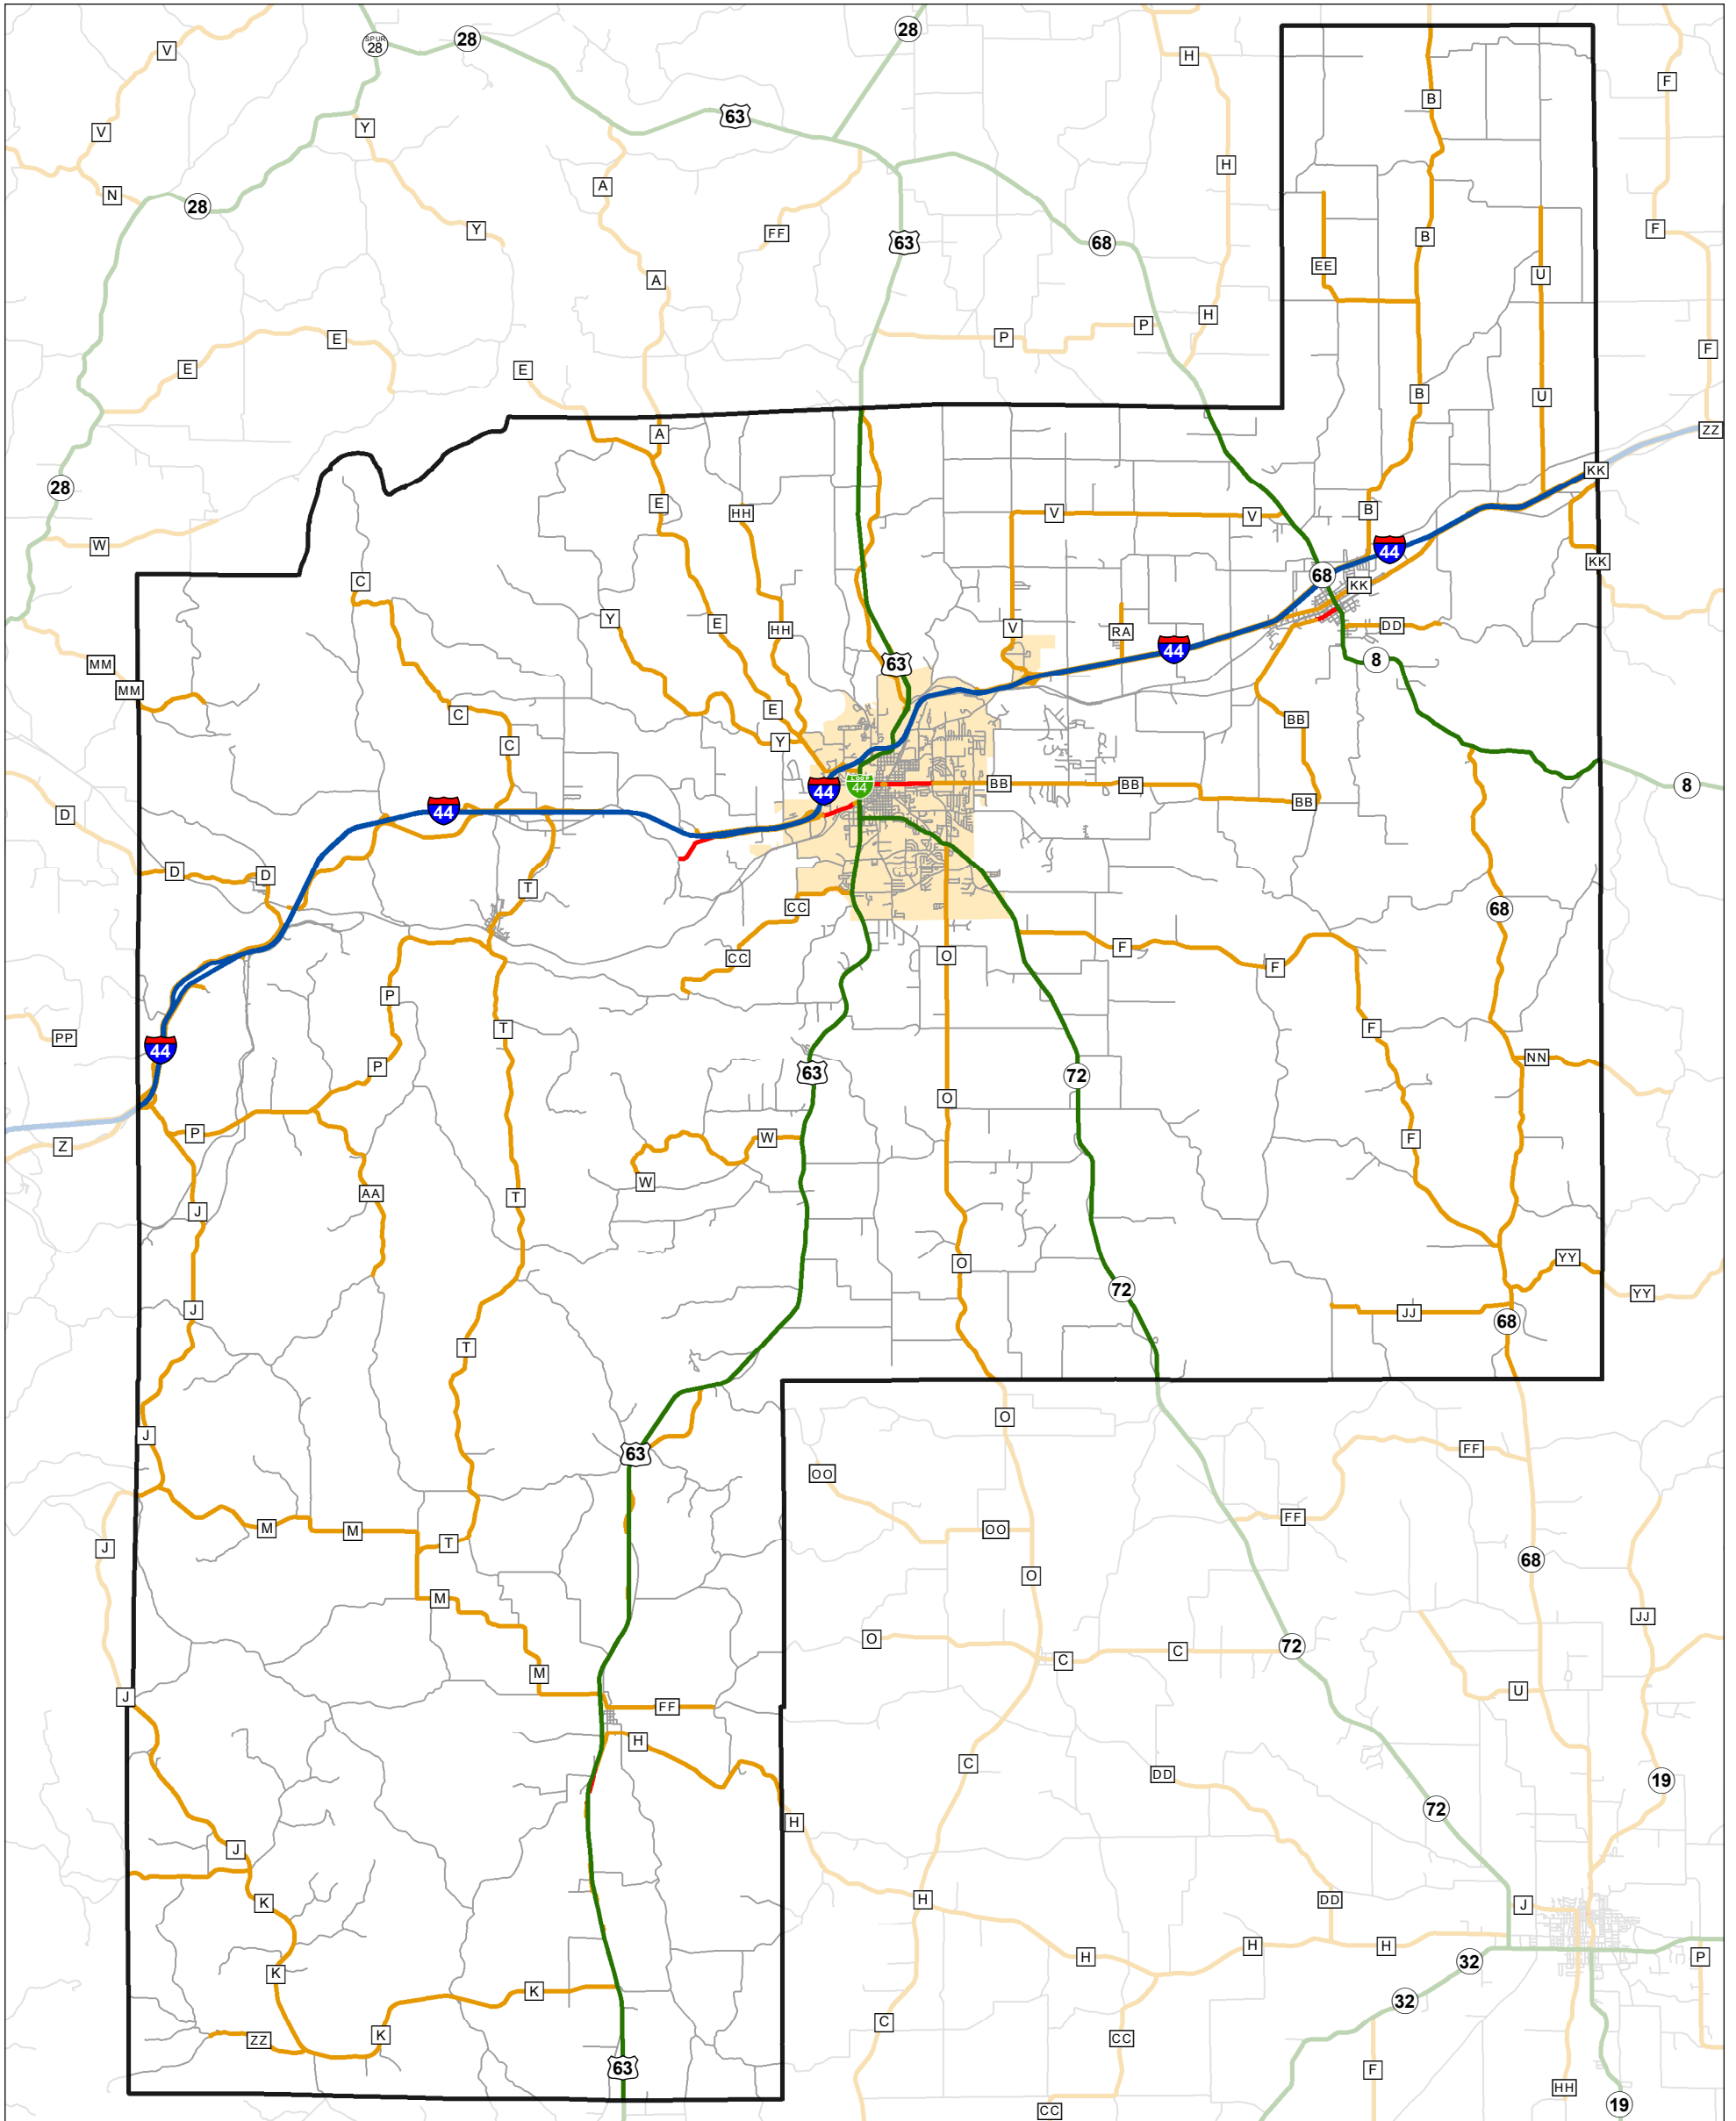 28
SPUR
28
28
V
H
F
63
B
V
Y
H
N
A
28
Y
FF
63
68
B
F
EE
U
A
H
P
P
E
E
E
F
B
U
ZZ
A
KK
28
E
HH
V
V
B
W
44
KK
C
68
KK
Y
E
HH
V
RA
DD
MM
63
44
8
MM
E
C
BB
C
Y
44
LOOP
44
BB
BB
8
BB
44
D
D
D
T
CC
68
F
CC
O
F
P
T
F
PP
44
63
NN
P
72
O
P
W
F
Z
W
AA
T
J
O
YY
72
YY
J
JJ
68
T
O
J
63
FF
OO
FF
M
M
OO
T
J
68
O
M
JJ
O
72
C
C
M
U
J
FF
H
C
DD
19
72
H
J
H
DD
K
J
H
H
H
P
32
K
K
32
C
K
CC
ZZ
63
F
HH
19
CC